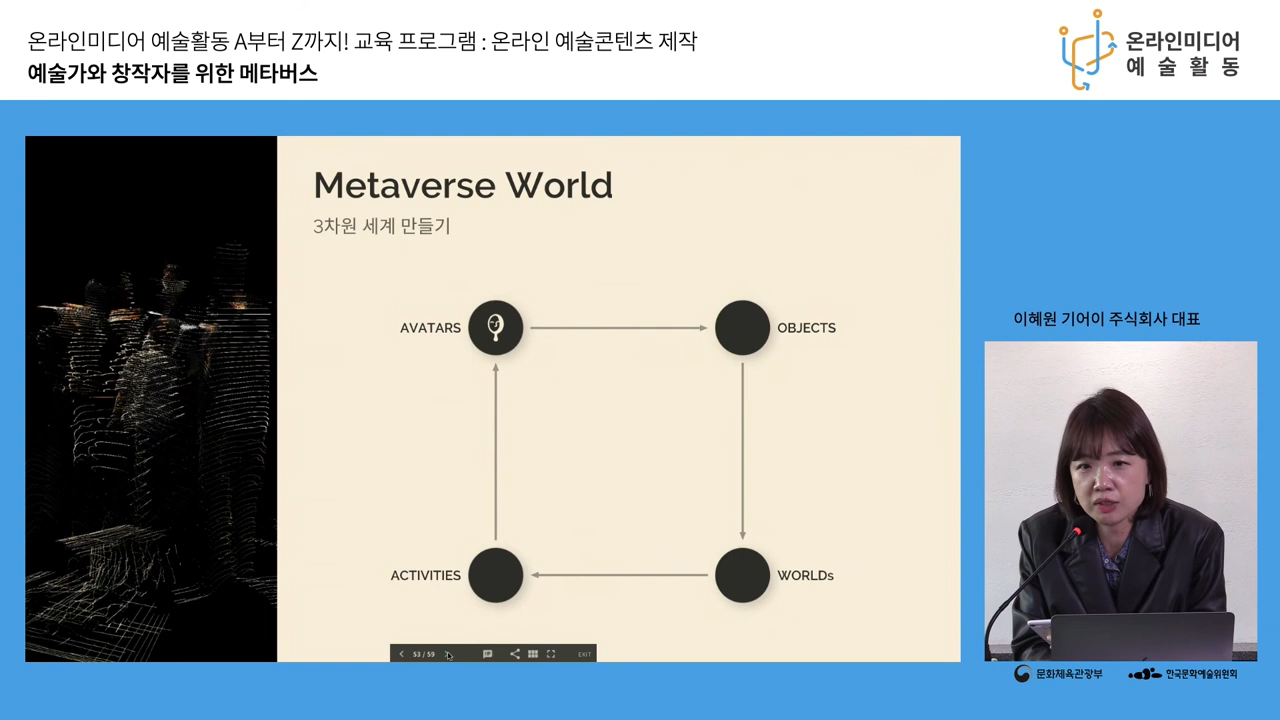 온라인미디어 예술활동 A부터 Z까지! 교육 프로그램 : 온라인 예술콘텐츠 제작
예술가와 창작자를 위한 메타버스
온라인미디어
예술활동
Metaverse World
3차원 세계 만들기
AVATARS
OBJECTS
ACTIVITIES
WORLDs
53 / 59
EXIT
이혜원 기어이 주식회사 대표
문화체육관광부
한국문화예술위원회